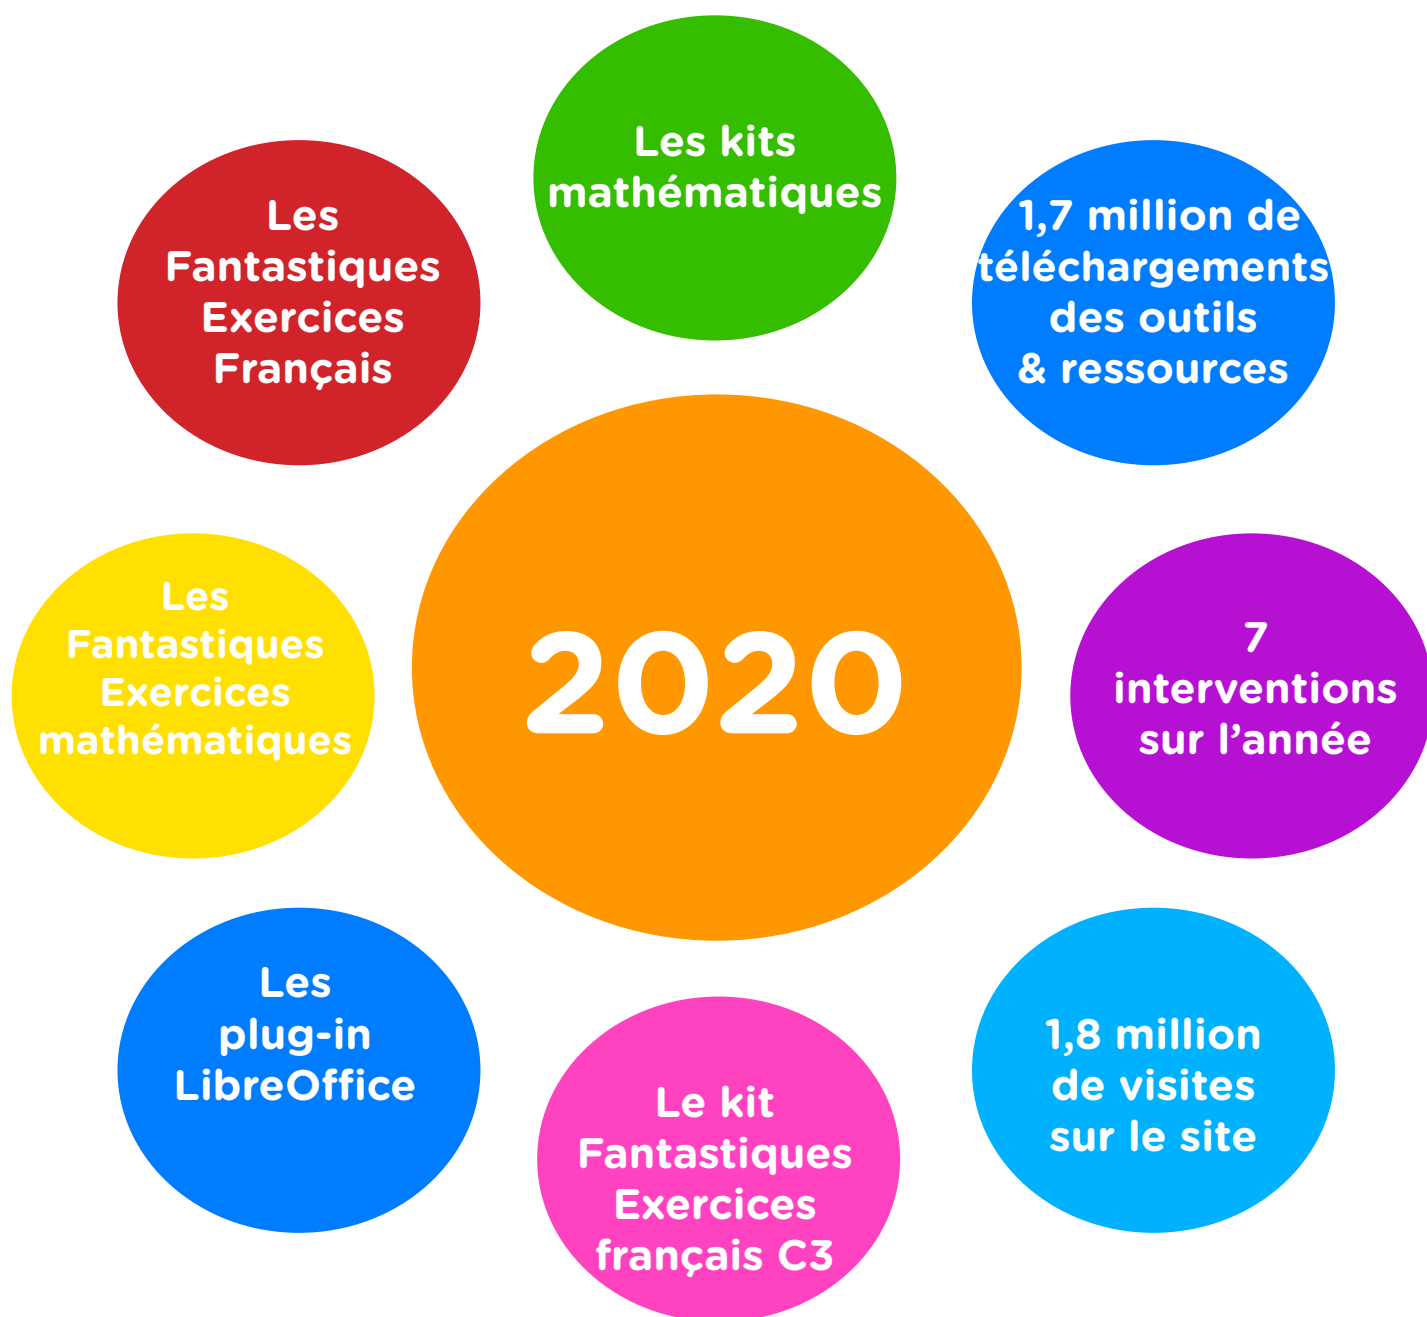 Les kits
mathématiques
Les
Fantastiques
Exercices
Français
1,7 million de
téléchargements
des outils
& ressources
2020
Les
Fantastiques
Exercices
mathématiques
7
interventions
sur l’année
Les
plug-in
LibreOffice
Le kit
Fantastiques
Exercices
français C3
1,8 million
de visites
sur le site